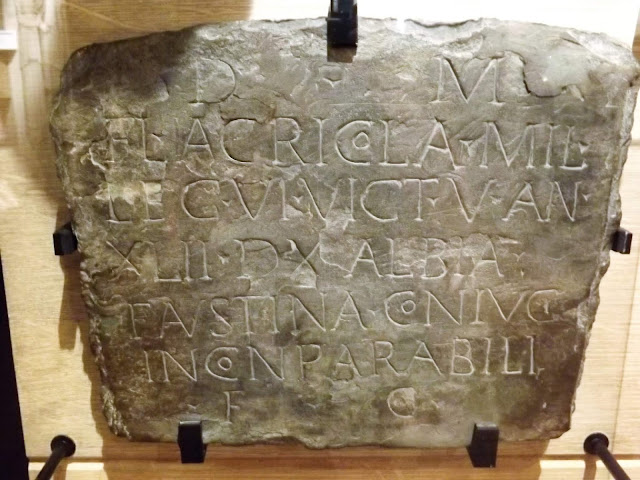 D · M
FL·AGRICOLA·MIL·
LEG·VI·VICT·V·AN·
XLII·D·X·ALBIA·
FAVSTINA·CONIVG
INCONPARABILI
F · C